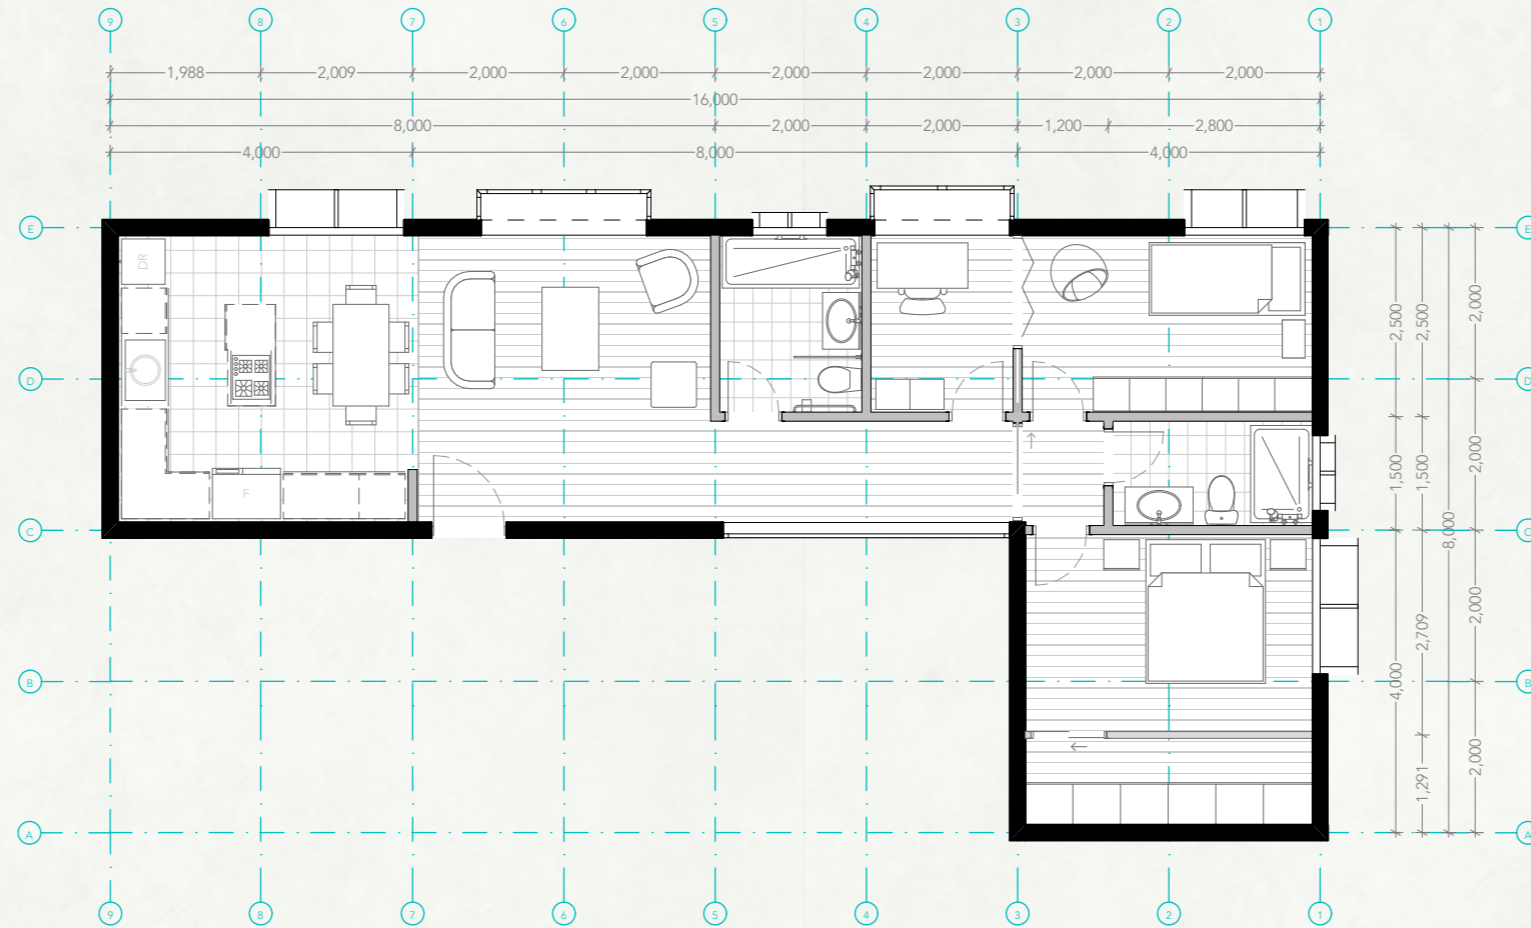 9 8 7 6 5 4 3 2 1
1,988 2,009 2,000 2,000 2,000 2,000 2,000 2,000
16,000
8,000 2,000 2,000 1,200 2,800
4,000 8,000 4,000
E E
DR
2,500 2,500 2,000
D D
1,500 1,500 2,000
F
C C
8,000
2,709 2,000
4,000
B B
1,291 2,000
A A
9 8 7 6 5 4 3 2 1